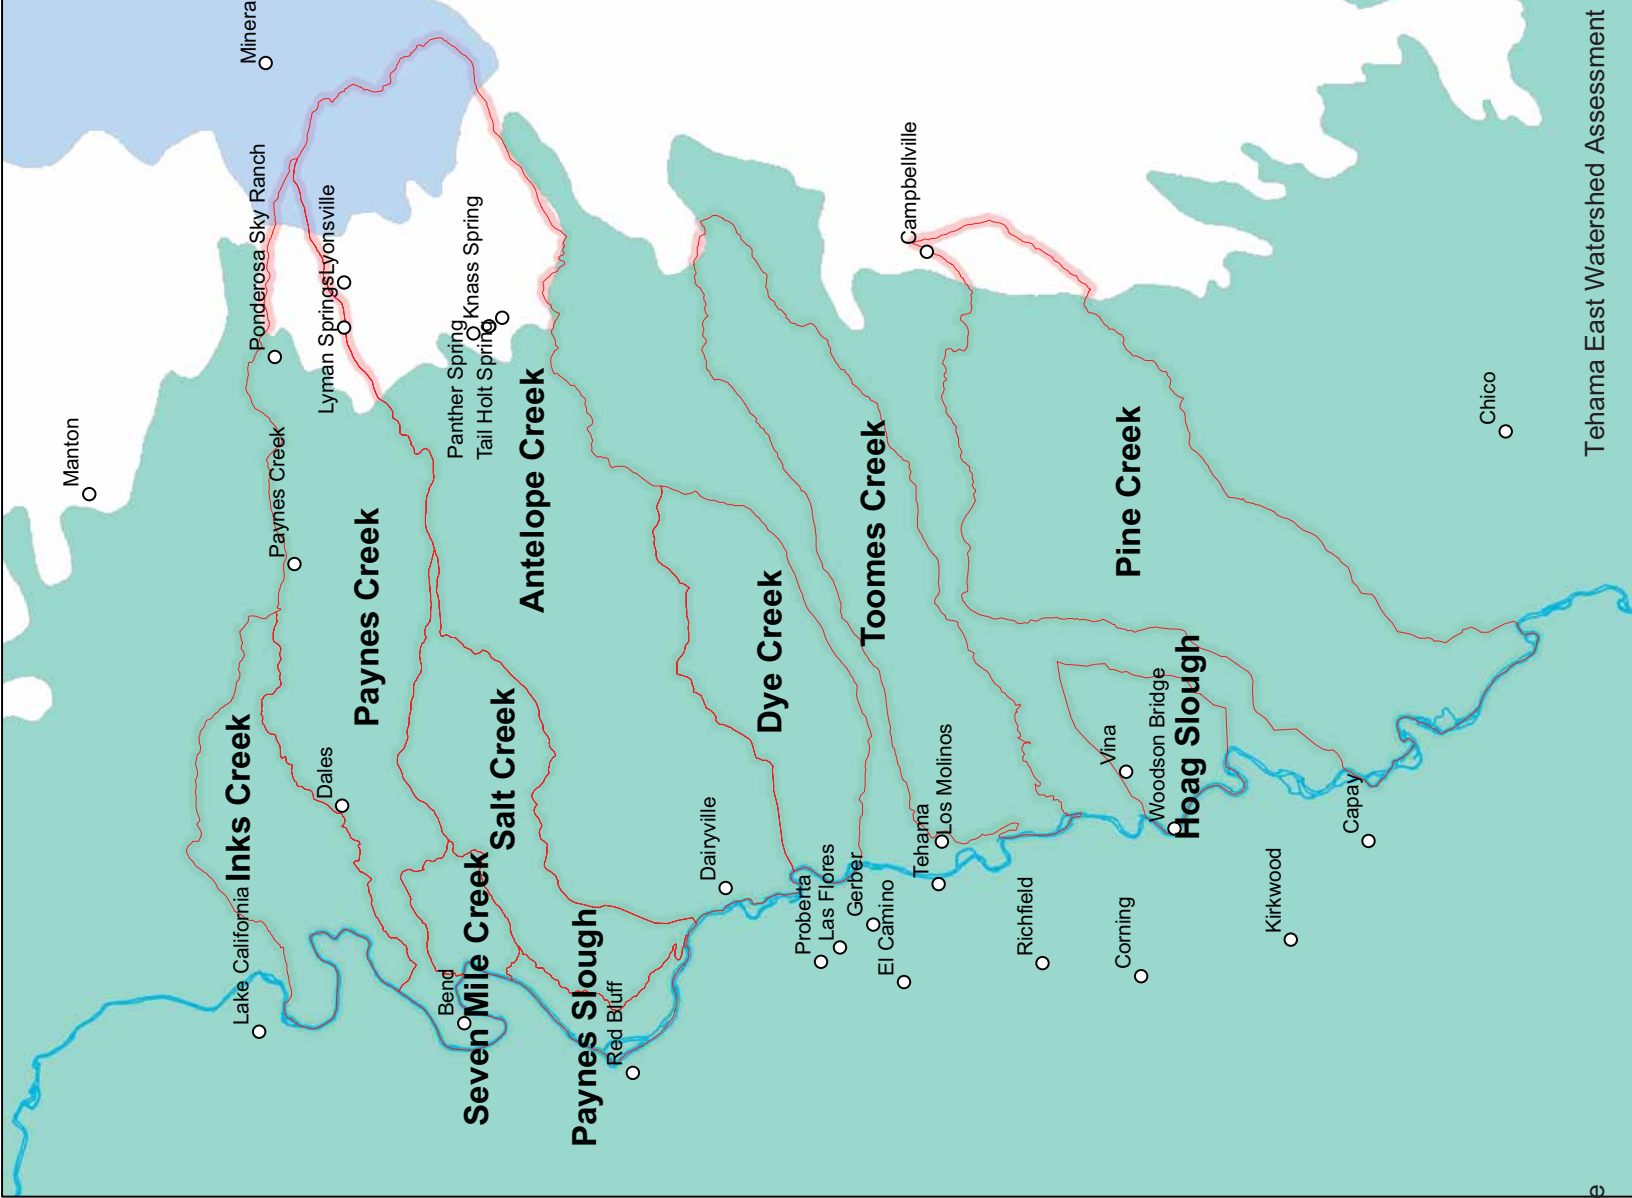 Minera
Manton
Ponderosa Sky Ranch
Lyonsville
Lyman Springs
Knass Spring
Panther Spring
Tail Holt Spring
Campbellville
Paynes Creek
Paynes Creek
Antelope Creek
Toomes Creek
Pine Creek
Chico
Dye Creek
Inks Creek
Dales
Salt Creek
Hoag Slough
Vina
Woodson Bridge
Lake California
Bend
Seven Mile Creek
Paynes Slough
Red Bluff
Dairyville
Proberta
Las Flores
Gerber
El Camino
Tehama
Los Molinos
Richfield
Corning
Kirkwood
Capay
Tehama East Watershed Assessment
e